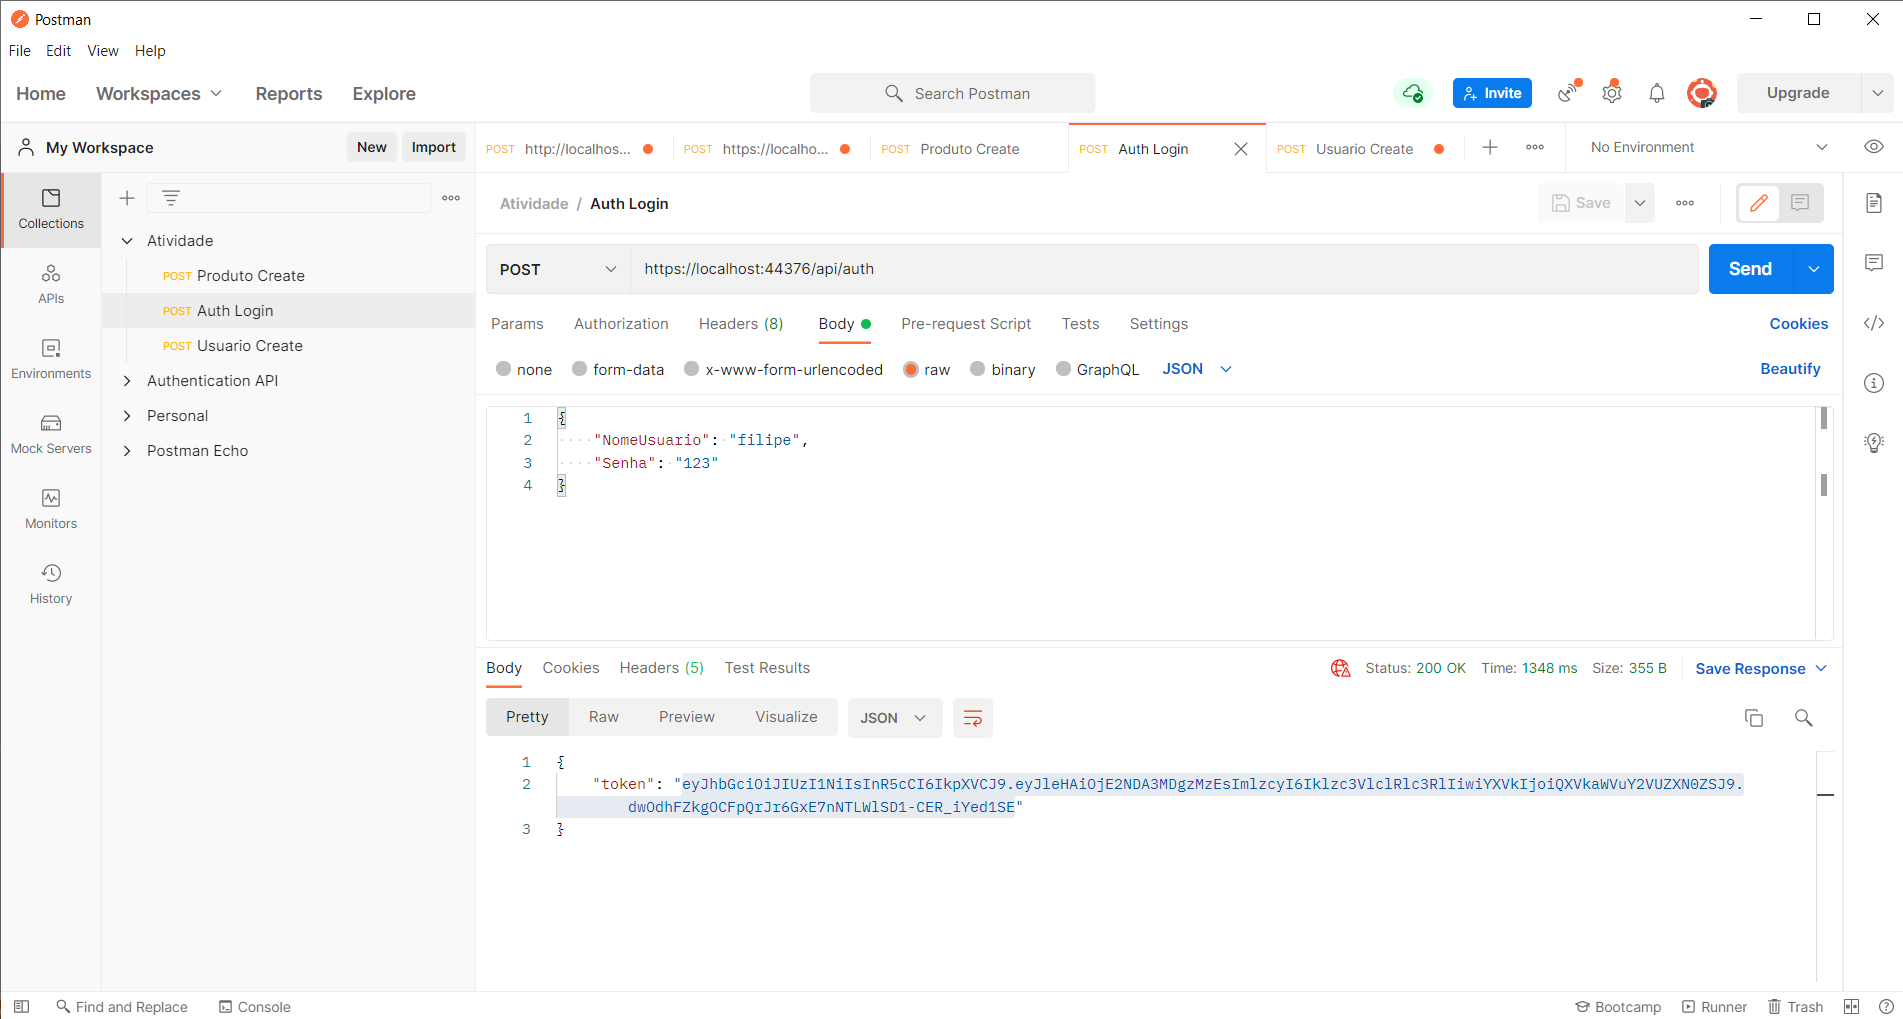 Postman
File Edit View Help
Home Workspaces Reports Explore Search Postman Invite Upgrade
My Workspace New Import
POST http://localhos... POST https://localho... POST Produto Create POST Auth Login POST Usuario Create No Environment
Collections
APIs
Environments
Mock Servers
Monitors
History
Atividade
POST Produto Create
POST Auth Login
POST Usuario Create
Authentication API
Personal
Postman Echo
Atividade / Auth Login Save
POST https://localhost:44376/api/auth Send
Params Authorization Headers (8) Body Pre-request Script Tests Settings Cookies
none form-data x-www-form-urlencoded raw binary GraphQL JSON Beautify
1 {
2 "NomeUsuario": "filipe",
3 "Senha": "123"
4 }
Body Cookies Headers (5) Test Results Status: 200 OK Time: 1348 ms Size: 355 B Save Response
Pretty Raw Preview Visualize JSON
1 {
2 "token": "eyJhbGciOiJIUzI1NiIsInR5cCI6IkpXVCJ9.eyJleHAiOjE2NDA3MDgzMzEsImlzcyI6Iklzc3VlclRlc3RlIiwiYXVkIjoiQXVkaWVuY2VUZXN0ZSJ9.
dwOdhFZkgOCFpQrJr6GxE7nNTLWlSD1-CER_iYed1SE"
3 }
Find and Replace Console Bootcamp Runner Trash